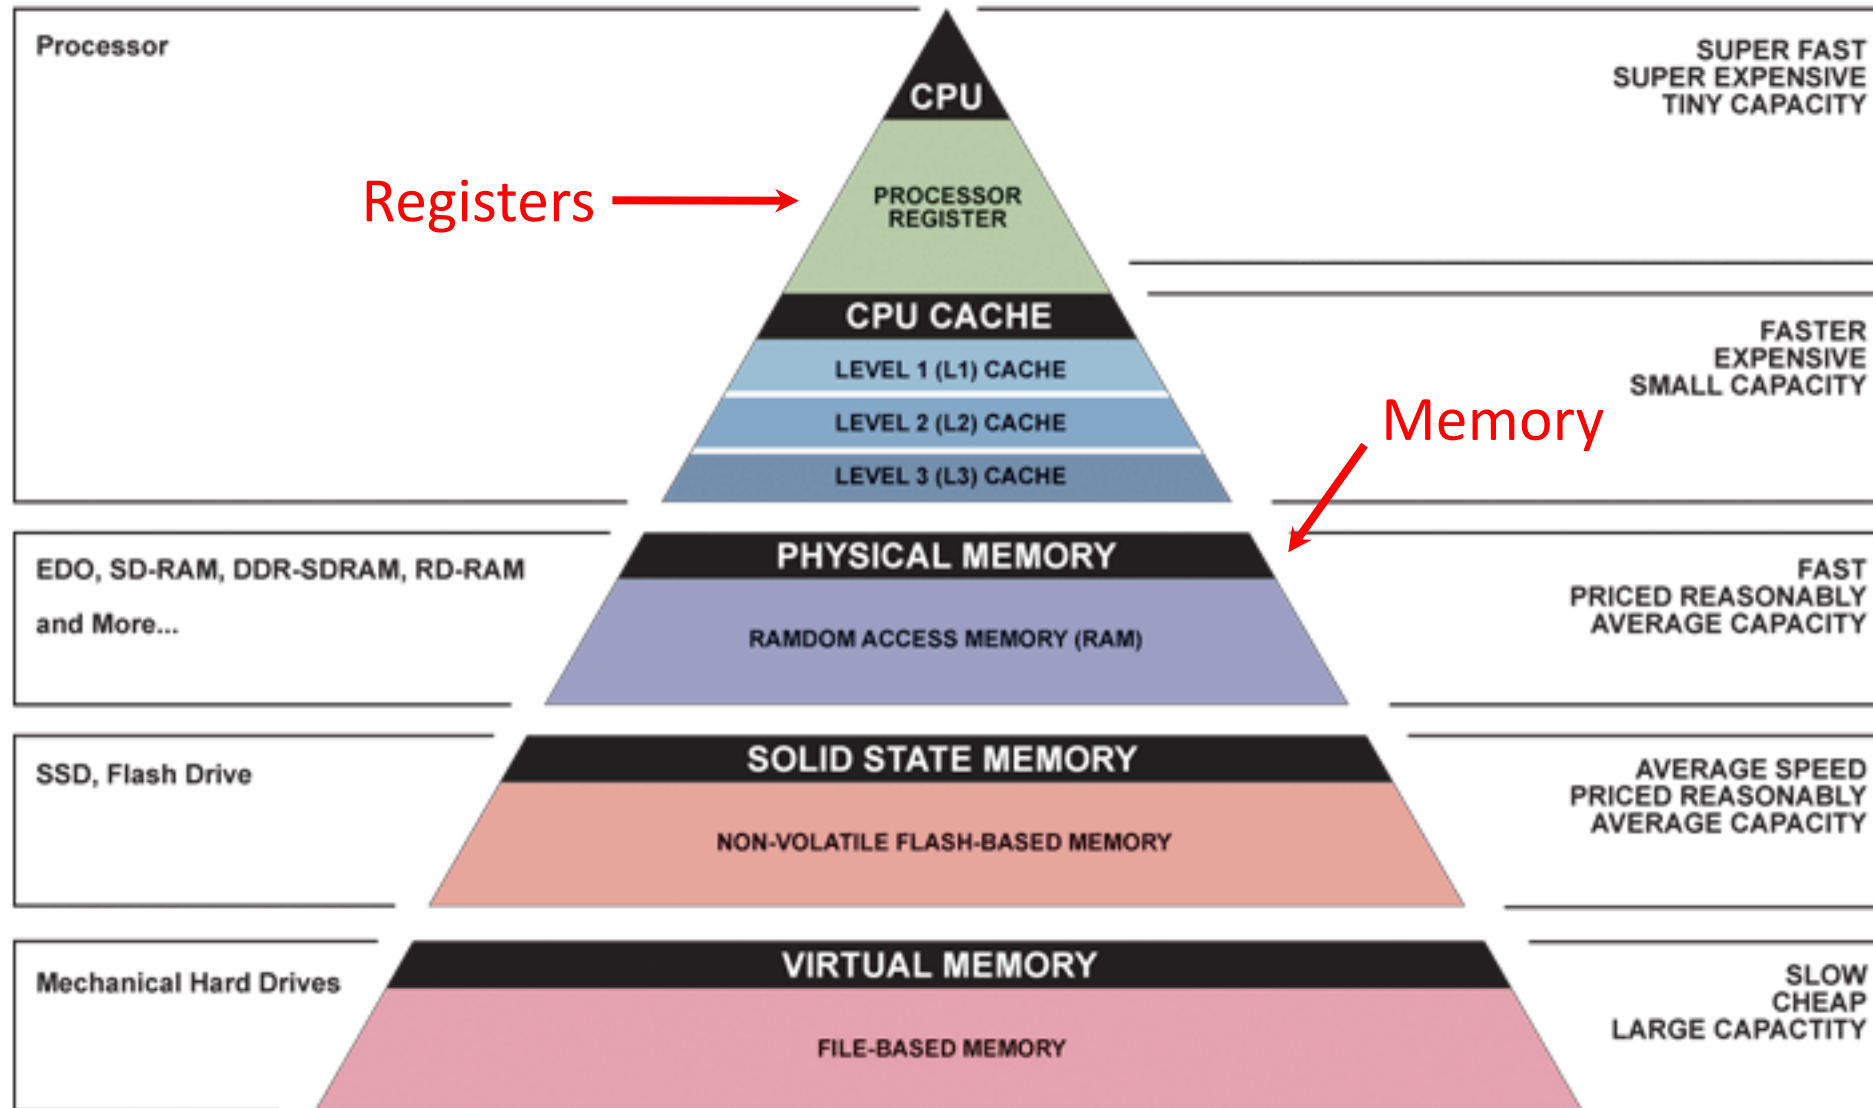 Processor
CPU
SUPER FAST
SUPER EXPENSIVE
TINY CAPACITY
Registers
PROCESSOR
REGISTER
CPU CACHE
LEVEL 1 (L1) CACHE
LEVEL 2 (L2) CACHE
LEVEL 3 (L3) CACHE
FASTER
EXPENSIVE
SMALL CAPACITY
Memory
EDO, SD-RAM, DDR-SDRAM, RD-RAM
and More...
PHYSICAL MEMORY
RAMDOM ACCESS MEMORY (RAM)
FAST
PRICED REASONABLY
AVERAGE CAPACITY
SSD, Flash Drive
SOLID STATE MEMORY
NON-VOLATILE FLASH-BASED MEMORY
AVERAGE SPEED
PRICED REASONABLY
AVERAGE CAPACITY
Mechanical Hard Drives
VIRTUAL MEMORY
FILE-BASED MEMORY
SLOW
CHEAP
LARGE CAPACTITY